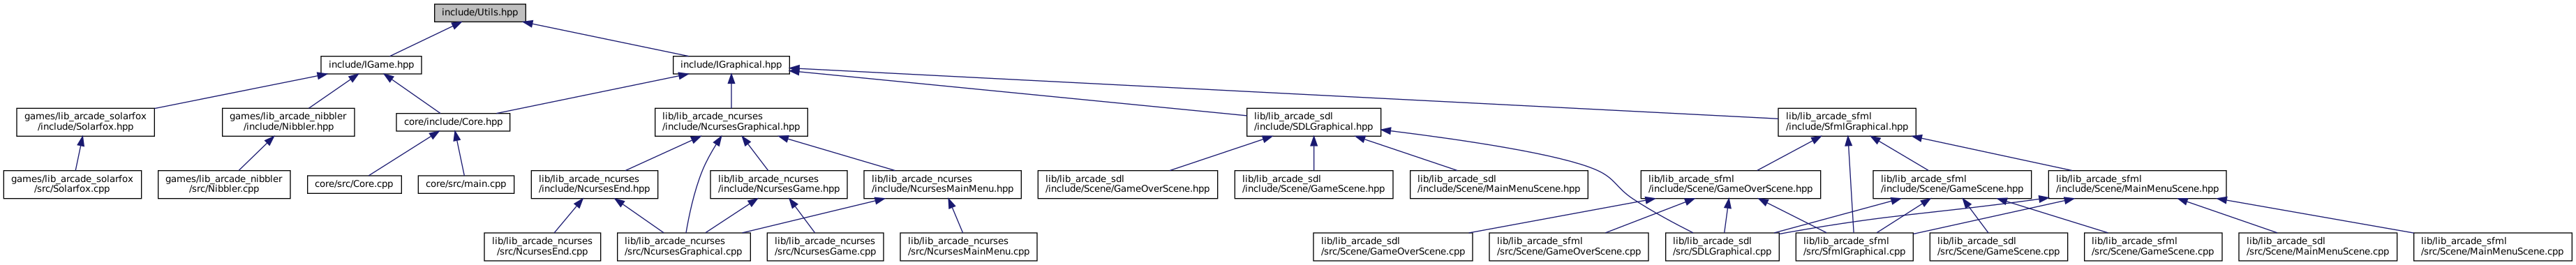 include/Utils.hpp
include/IGame.hpp
include/IGraphical.hpp
games/lib_arcade_solarfox
/include/Solarfox.hpp
games/lib_arcade_nibbler
/include/Nibbler.hpp
core/include/Core.hpp
lib/lib_arcade_ncurses
/include/NcursesGraphical.hpp
lib/lib_arcade_sdl
/include/SDLGraphical.hpp
lib/lib_arcade_sfml
/include/SfmlGraphical.hpp
games/lib_arcade_solarfox
/src/Solarfox.cpp
games/lib_arcade_nibbler
/src/Nibbler.cpp
core/src/Core.cpp
core/src/main.cpp
lib/lib_arcade_ncurses
/include/NcursesEnd.hpp
lib/lib_arcade_ncurses
/include/NcursesGame.hpp
lib/lib_arcade_ncurses
/include/NcursesMainMenu.hpp
lib/lib_arcade_sdl
/include/Scene/GameOverScene.hpp
lib/lib_arcade_sdl
/include/Scene/GameScene.hpp
lib/lib_arcade_sdl
/include/Scene/MainMenuScene.hpp
lib/lib_arcade_sfml
/include/Scene/GameOverScene.hpp
lib/lib_arcade_sfml
/include/Scene/GameScene.hpp
lib/lib_arcade_sfml
/include/Scene/MainMenuScene.hpp
lib/lib_arcade_ncurses
/src/NcursesEnd.cpp
lib/lib_arcade_ncurses
/src/NcursesGraphical.cpp
lib/lib_arcade_ncurses
/src/NcursesGame.cpp
lib/lib_arcade_ncurses
/src/NcursesMainMenu.cpp
lib/lib_arcade_sdl
/src/Scene/GameOverScene.cpp
lib/lib_arcade_sfml
/src/Scene/GameOverScene.cpp
lib/lib_arcade_sdl
/src/SDLGraphical.cpp
lib/lib_arcade_sfml
/src/SfmlGraphical.cpp
lib/lib_arcade_sdl
/src/Scene/GameScene.cpp
lib/lib_arcade_sfml
/src/Scene/GameScene.cpp
lib/lib_arcade_sdl
/src/Scene/MainMenuScene.cpp
lib/lib_arcade_sfml
/src/Scene/MainMenuScene.cpp